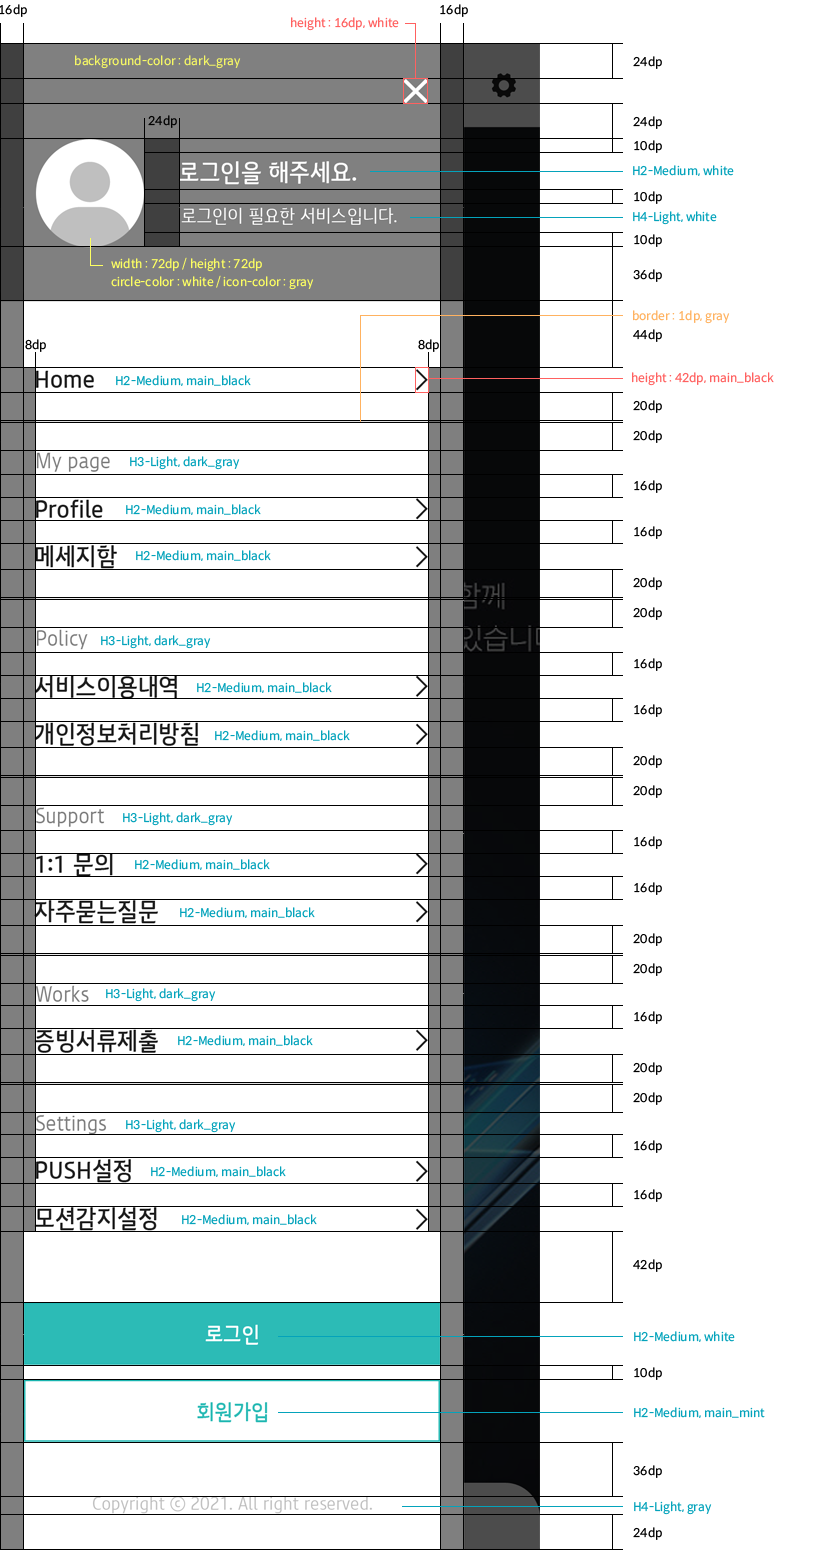 16dp
16dp
height : 16dp, white
background-color : dark_gray
24dp
24dp
24dp
10dp
로그인을 해주세요.
H2-Medium, white
10dp
로그인이 필요한 서비스입니다.
H4-Light, white
10dp
width : 72dp / height : 72dp
circle-color : white / icon-color : gray
36dp
border : 1dp, gray
44dp
8dp
8dp
Home
H2-Medium, main_black
height : 42dp, main_black
20dp
20dp
My page
H3-Light, dark_gray
16dp
Profile
H2-Medium, main_black
16dp
메세지함
H2-Medium, main_black
20dp
함께
20dp
있습니다
Policy
H3-Light, dark_gray
16dp
서비스이용내역
H2-Medium, main_black
16dp
개인정보처리방침
H2-Medium, main_black
20dp
20dp
Support
H3-Light, dark_gray
16dp
1:1 문의
H2-Medium, main_black
16dp
자주묻는질문
H2-Medium, main_black
20dp
20dp
Works
H3-Light, dark_gray
16dp
증빙서류제출
H2-Medium, main_black
20dp
20dp
Settings
H3-Light, dark_gray
16dp
PUSH설정
H2-Medium, main_black
16dp
모션감지설정
H2-Medium, main_black
42dp
로그인
H2-Medium, white
10dp
회원가입
H2-Medium, main_mint
36dp
Copyright ⓒ 2021. All right reserved.
H4-Light, gray
24dp